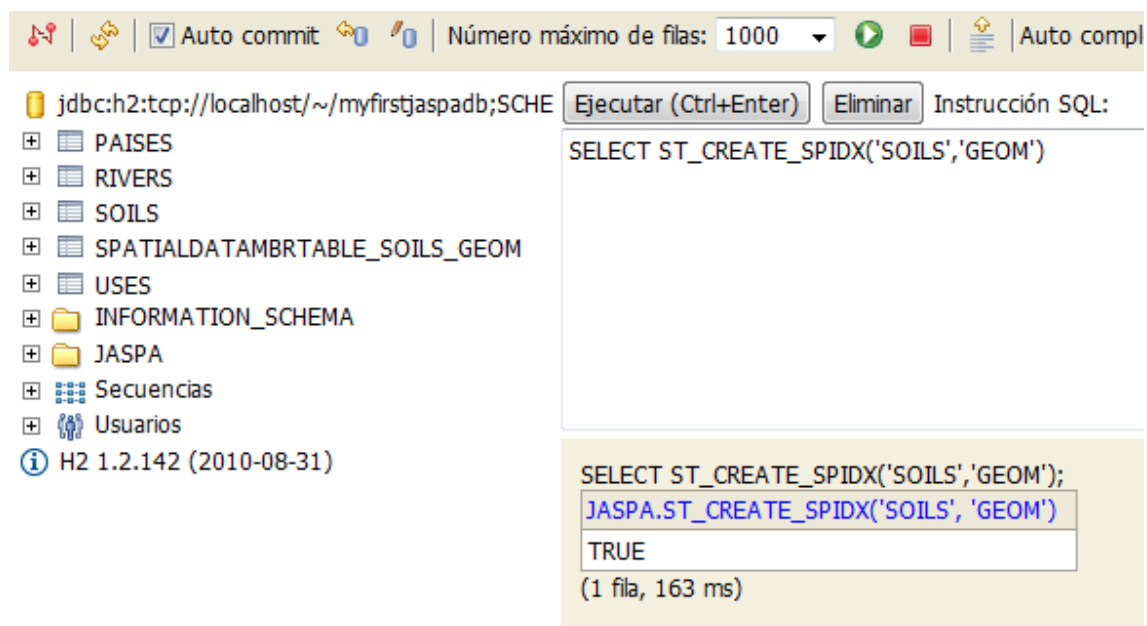 Auto commit Número máximo de filas: 1000 Auto compl
jdbc:h2:tcp://localhost/~/myfirstjaspadb;SCHE
PAISES
RIVERS
SOILS
SPATIALDATAMBRTABLE_SOILS_GEOM
USES
INFORMATION_SCHEMA
JASPA
Secuencias
Usuarios
H2 1.2.142 (2010-08-31)
Ejecutar (Ctrl+Enter) Eliminar Instrucción SQL:
SELECT ST_CREATE_SPIDX('SOILS','GEOM')
SELECT ST_CREATE_SPIDX('SOILS','GEOM');
JASPA.ST_CREATE_SPIDX('SOILS', 'GEOM')
TRUE
(1 fila, 163 ms)